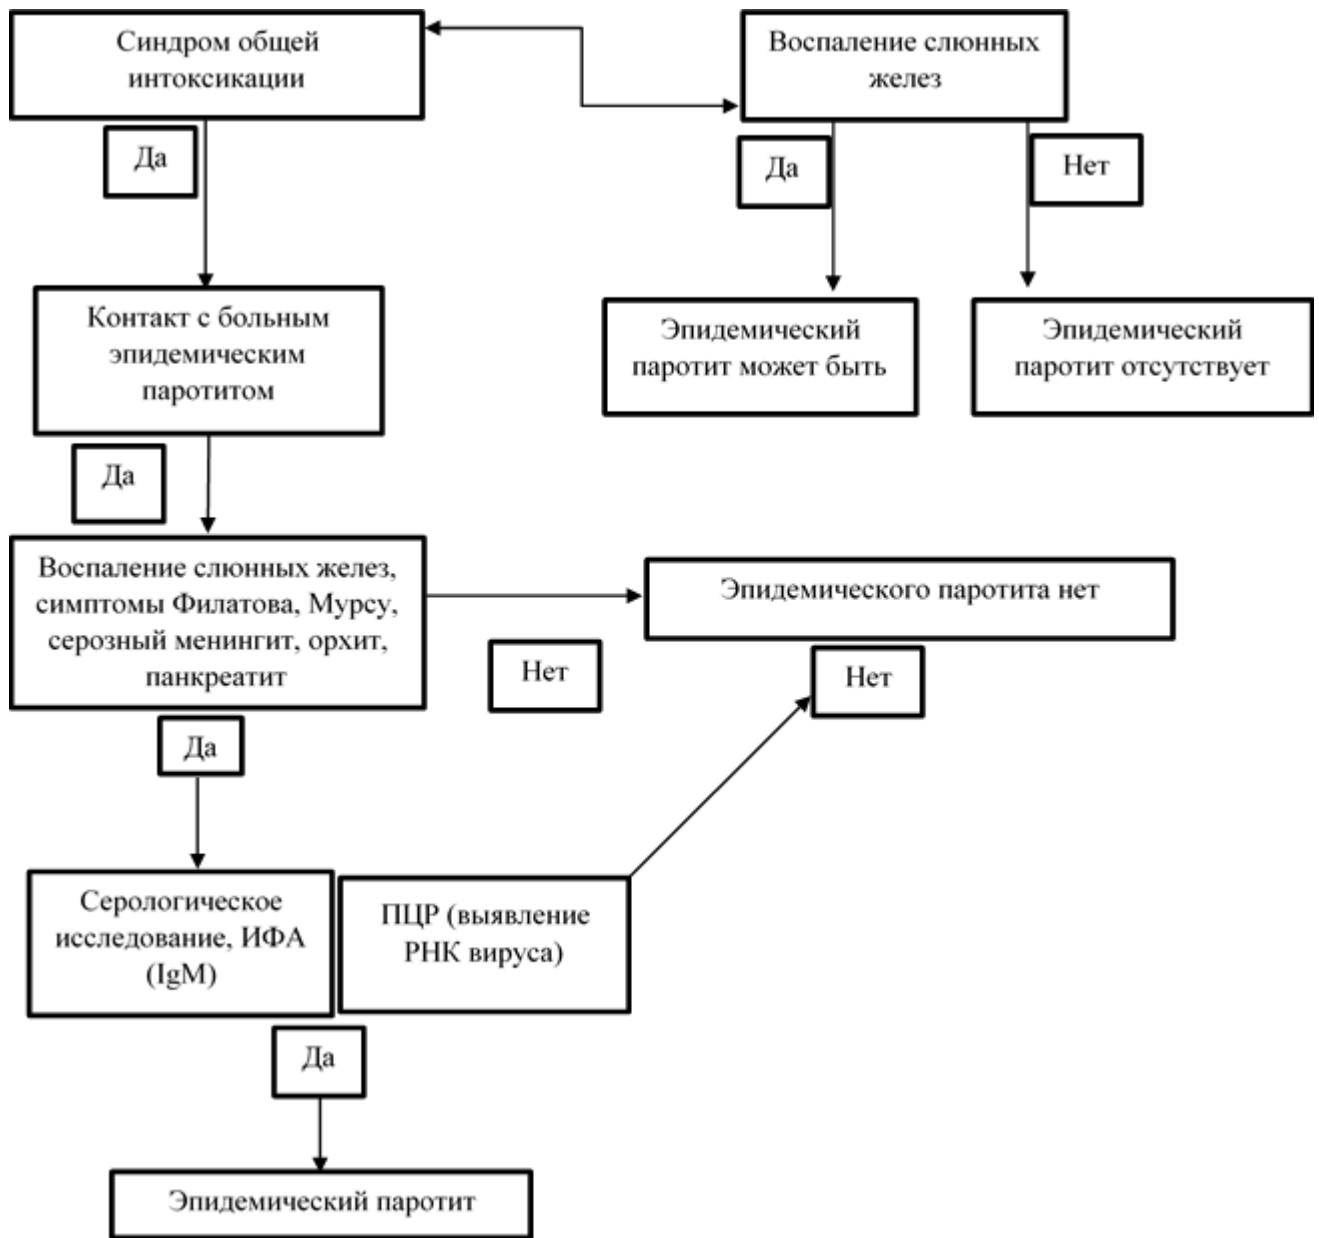 Синдром общей
интоксикации
Воспаление слюнных
желез
Да
Да
Нет
Контакт с больным
эпидемическим
паротитом
Эпидемический
паротит может быть
Эпидемический
паротит отсутствует
Да
Воспаление слюнных желез,
симптомы Филатова, Мурсу,
серозный менингит, орхит,
панкреатит
Эпидемического паротита нет
Нет
Нет
Да
Серологическое
исследование, ИФА
(IgM)
ПЦР (выявление
РНК вируса)
Да
Эпидемический паротит